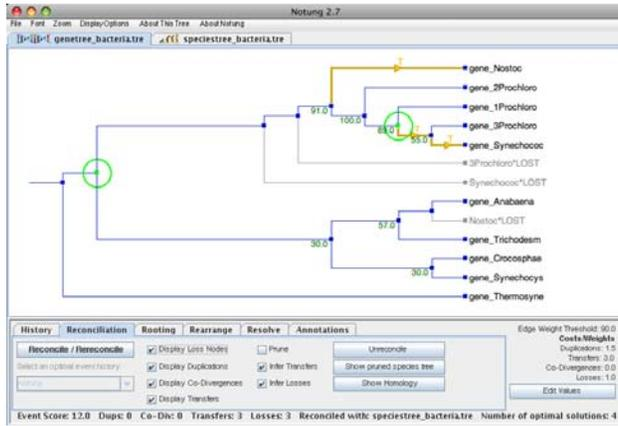 Notung 2.7
File Font Zoom Display Options About This Tree About Notung
genetree_bacteria.tre speciestree_bacteria.tre
gene_Nostoc
gene_2Prochloro
91.0
gene_1Prochloro
100.0
gene_3Prochloro
55.0
gene_Synechococ
3Prochloro*LOST
Synechococ*LOST
gene_Anabaena
Nostoc*LOST
57.0
gene_Trichodesm
30.0
gene_Crocosphae
30.0
gene_Synechocys
gene_Thermosyne
History Reconciliation Rooting Rearrange Resolve Annotations
Edge Weight Threshold: 90.0
Costs/Weights
Duplications: 1.5
Transfers: 3.0
Co-Divergences: 0.0
Losses: 1.0
Edit Values
Reconcile / Rereconcile
Display Loss Nodes
Prune
Unreconcile
Select an optimal event history:
Display Duplications
Infer Transfers
Show pruned species tree
Display Co-Divergences
Infer Losses
Show Homology
Display Transfers
Event Score: 12.0 Dups: 0 Co-Div: 0 Transfers: 3 Losses: 3 Reconciled with: speciestree_bacteria.tre Number of optimal solutions: 4